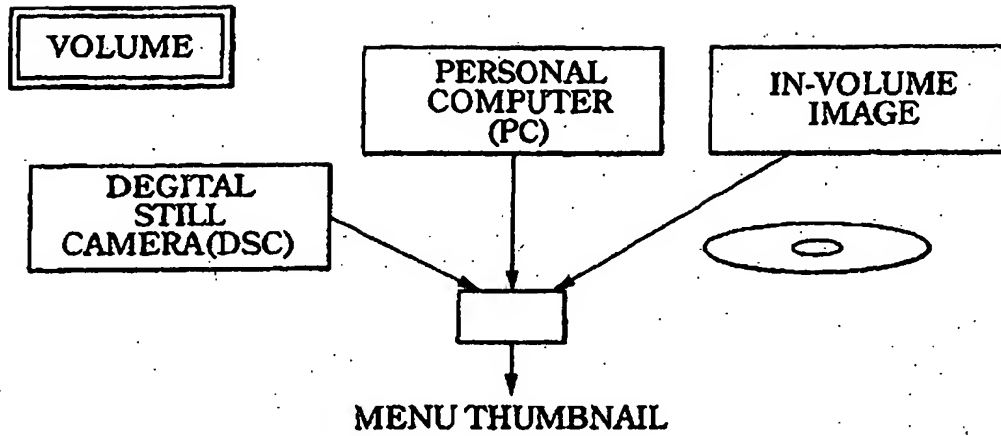 VOLUME
PERSONAL
COMPUTER
(PC)
IN-VOLUME
IMAGE
DEGITAL
STILL
CAMERA(DSC)
MENU THUMBNAIL